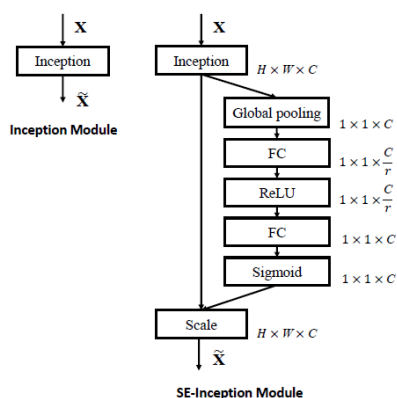 X
Inception
X̃
Inception Module
X
Inception
H × W × C
Global pooling
1 × 1 × C
FC
1 × 1 × C/r
ReLU
1 × 1 × C/r
FC
1 × 1 × C
Sigmoid
1 × 1 × C
Scale
H × W × C
X̃
SE-Inception Module